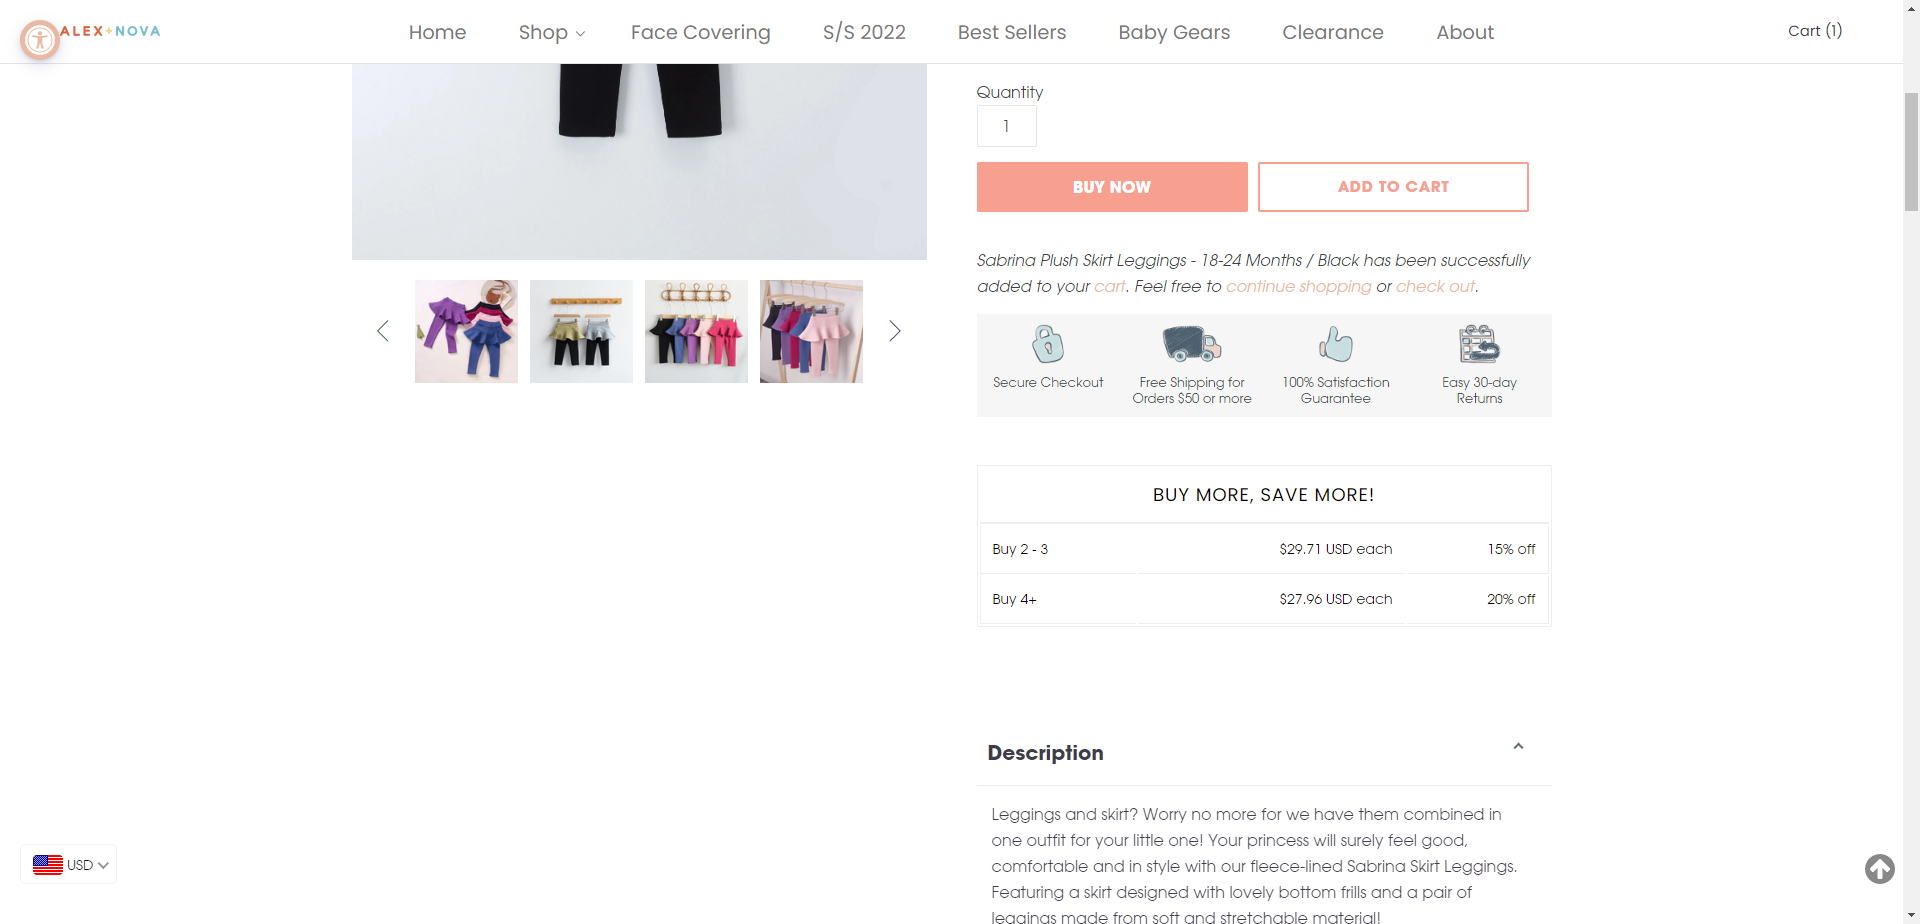 ALEX+NOVA
Home
Shop
Face Covering
S/S 2022
Best Sellers
Baby Gears
Clearance
About
Cart (1)
Quantity
1
BUY NOW
ADD TO CART
Sabrina Plush Skirt Leggings - 18-24 Months / Black has been successfully
added to your cart. Feel free to continue shopping or check out.
Secure Checkout
Free Shipping for
Orders $50 or more
100% Satisfaction
Guarantee
Easy 30-day
Returns
BUY MORE, SAVE MORE!
Buy 2 - 3 $29.71 USD each 15% off
Buy 4+ $27.96 USD each 20% off
Description
Leggings and skirt? Worry no more for we have them combined in
one outfit for your little one! Your princess will surely feel good,
comfortable and in style with our fleece-lined Sabrina Skirt Leggings.
Featuring a skirt designed with lovely bottom frills and a pair of
leggings made from soft and stretchable material!
USD